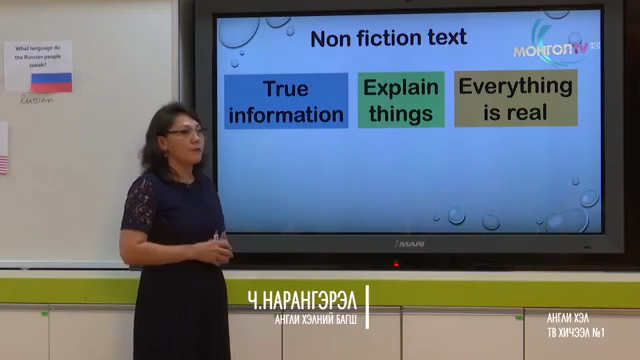 What language do
the Russian people
speak?
Russian
Non fiction text
МОНГОЛTV
True
information
Explain
things
Everything
is real
MARI
Ч.НАРАНГЭРЭЛ
АНГЛИ ХЭЛНИЙ БАГШ
АНГЛИ ХЭЛ
ТВ ХИЧЭЭЛ №1